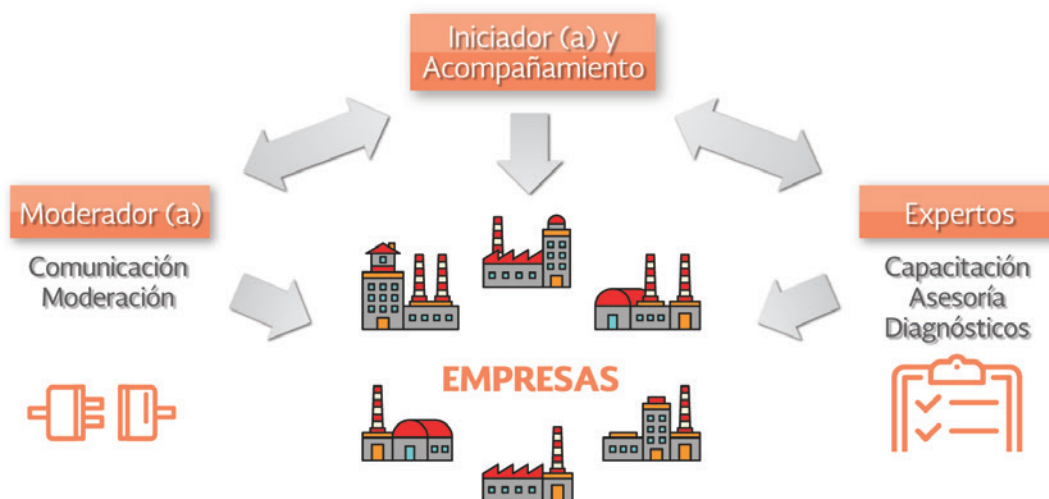 Iniciador (a) y
Acompañamiento
Moderador (a)
Comunicación
Moderación
Expertos
Capacitación
Asesoría
Diagnósticos
EMPRESAS